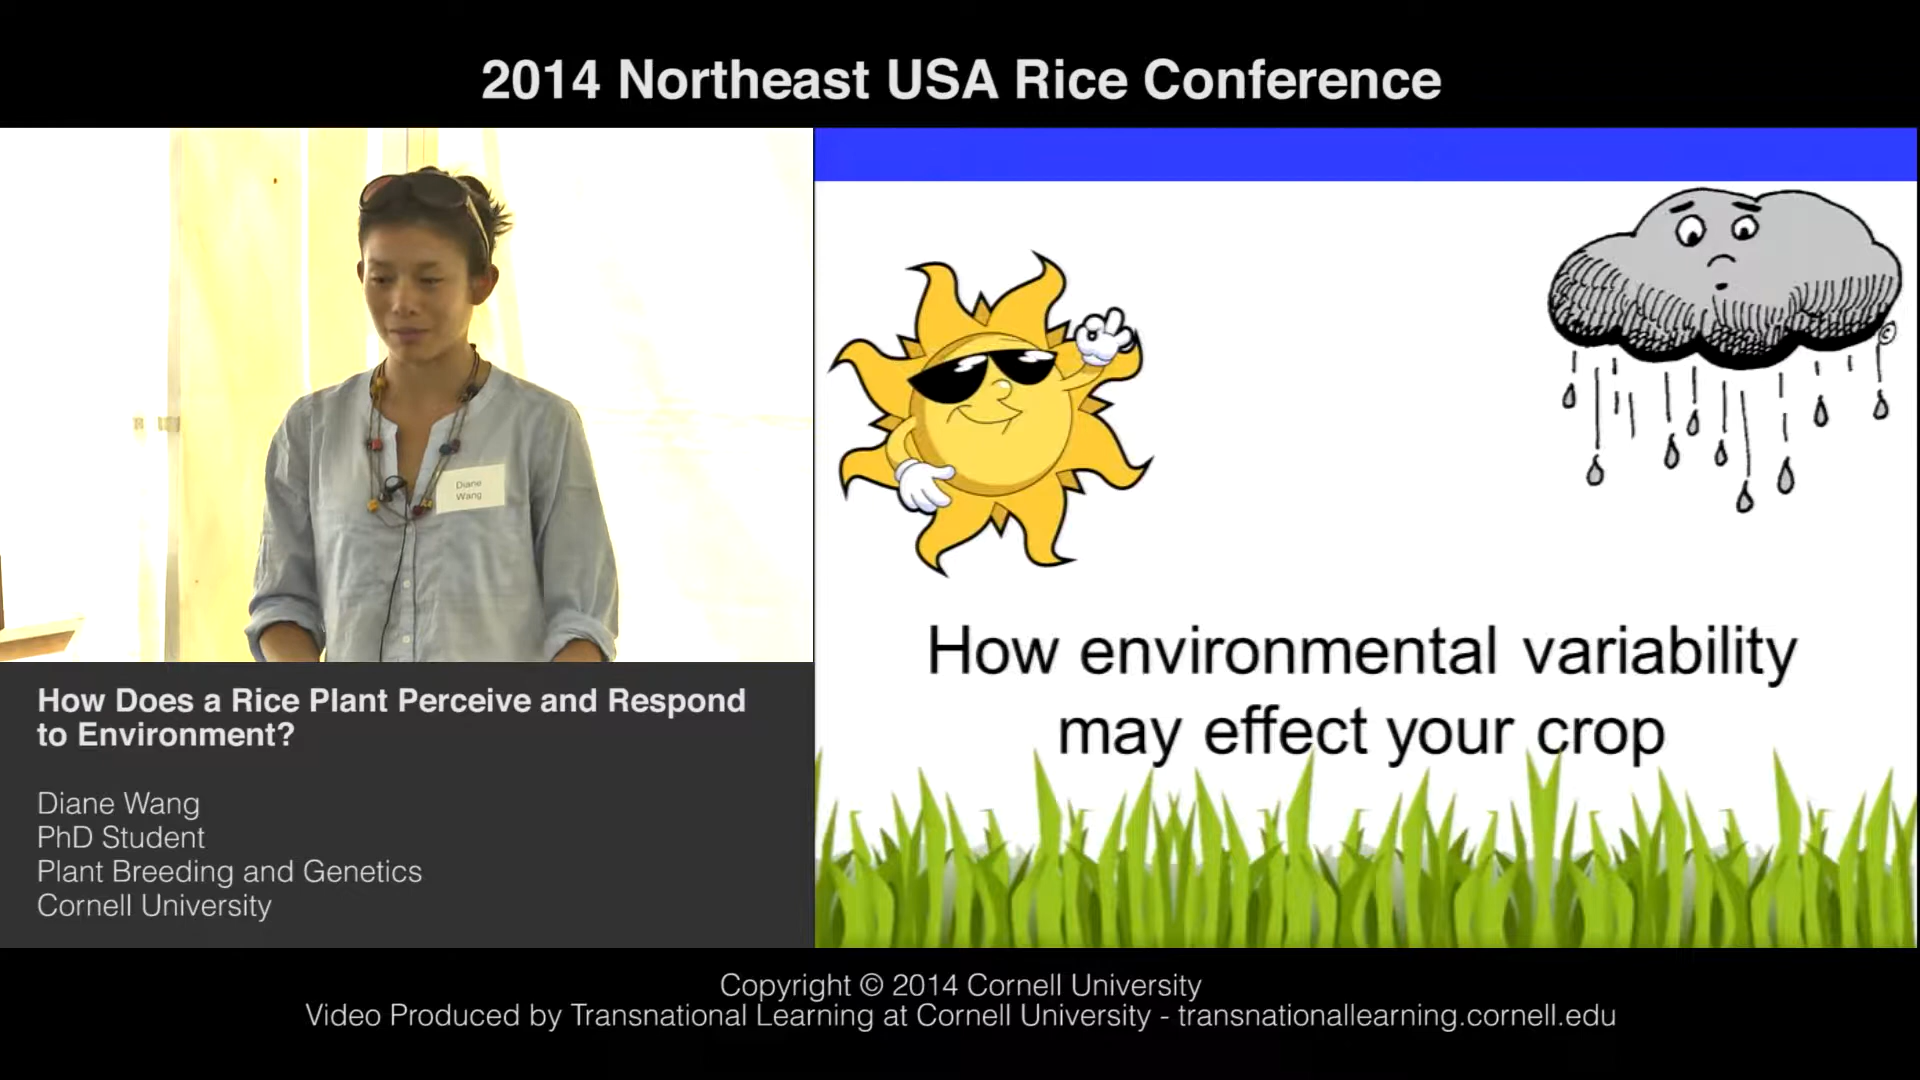 2014 Northeast USA Rice Conference
Diane
Wang
How environmental variability
may effect your crop
How Does a Rice Plant Perceive and Respond
to Environment?
Diane Wang
PhD Student
Plant Breeding and Genetics
Cornell University
Copyright © 2014 Cornell University
Video Produced by Transnational Learning at Cornell University - transnationallearning.cornell.edu